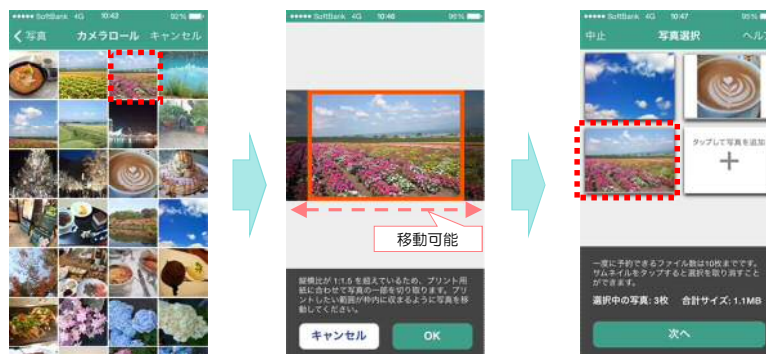 SoftBank 4G 10:43 92%
写真 カメラロール キャンセル
SoftBank 4G 10:46 96%
移動可能
縦横比が 1:1.5 を超えているため、プリント用
紙に合わせて写真の一部を切り取ります。プリ
ントしたい範囲が枠内に収まるように写真を移
動してください。
キャンセル OK
SoftBank 4G 10:47 95%
中止 写真選択 ヘル
タップして写真を追加
一度に予約できるファイル数は10枚までです。
サムネイルをタップすると選択を取り消すこと
ができます。
選択中の写真: 3枚 合計サイズ: 1.1MB
次へ